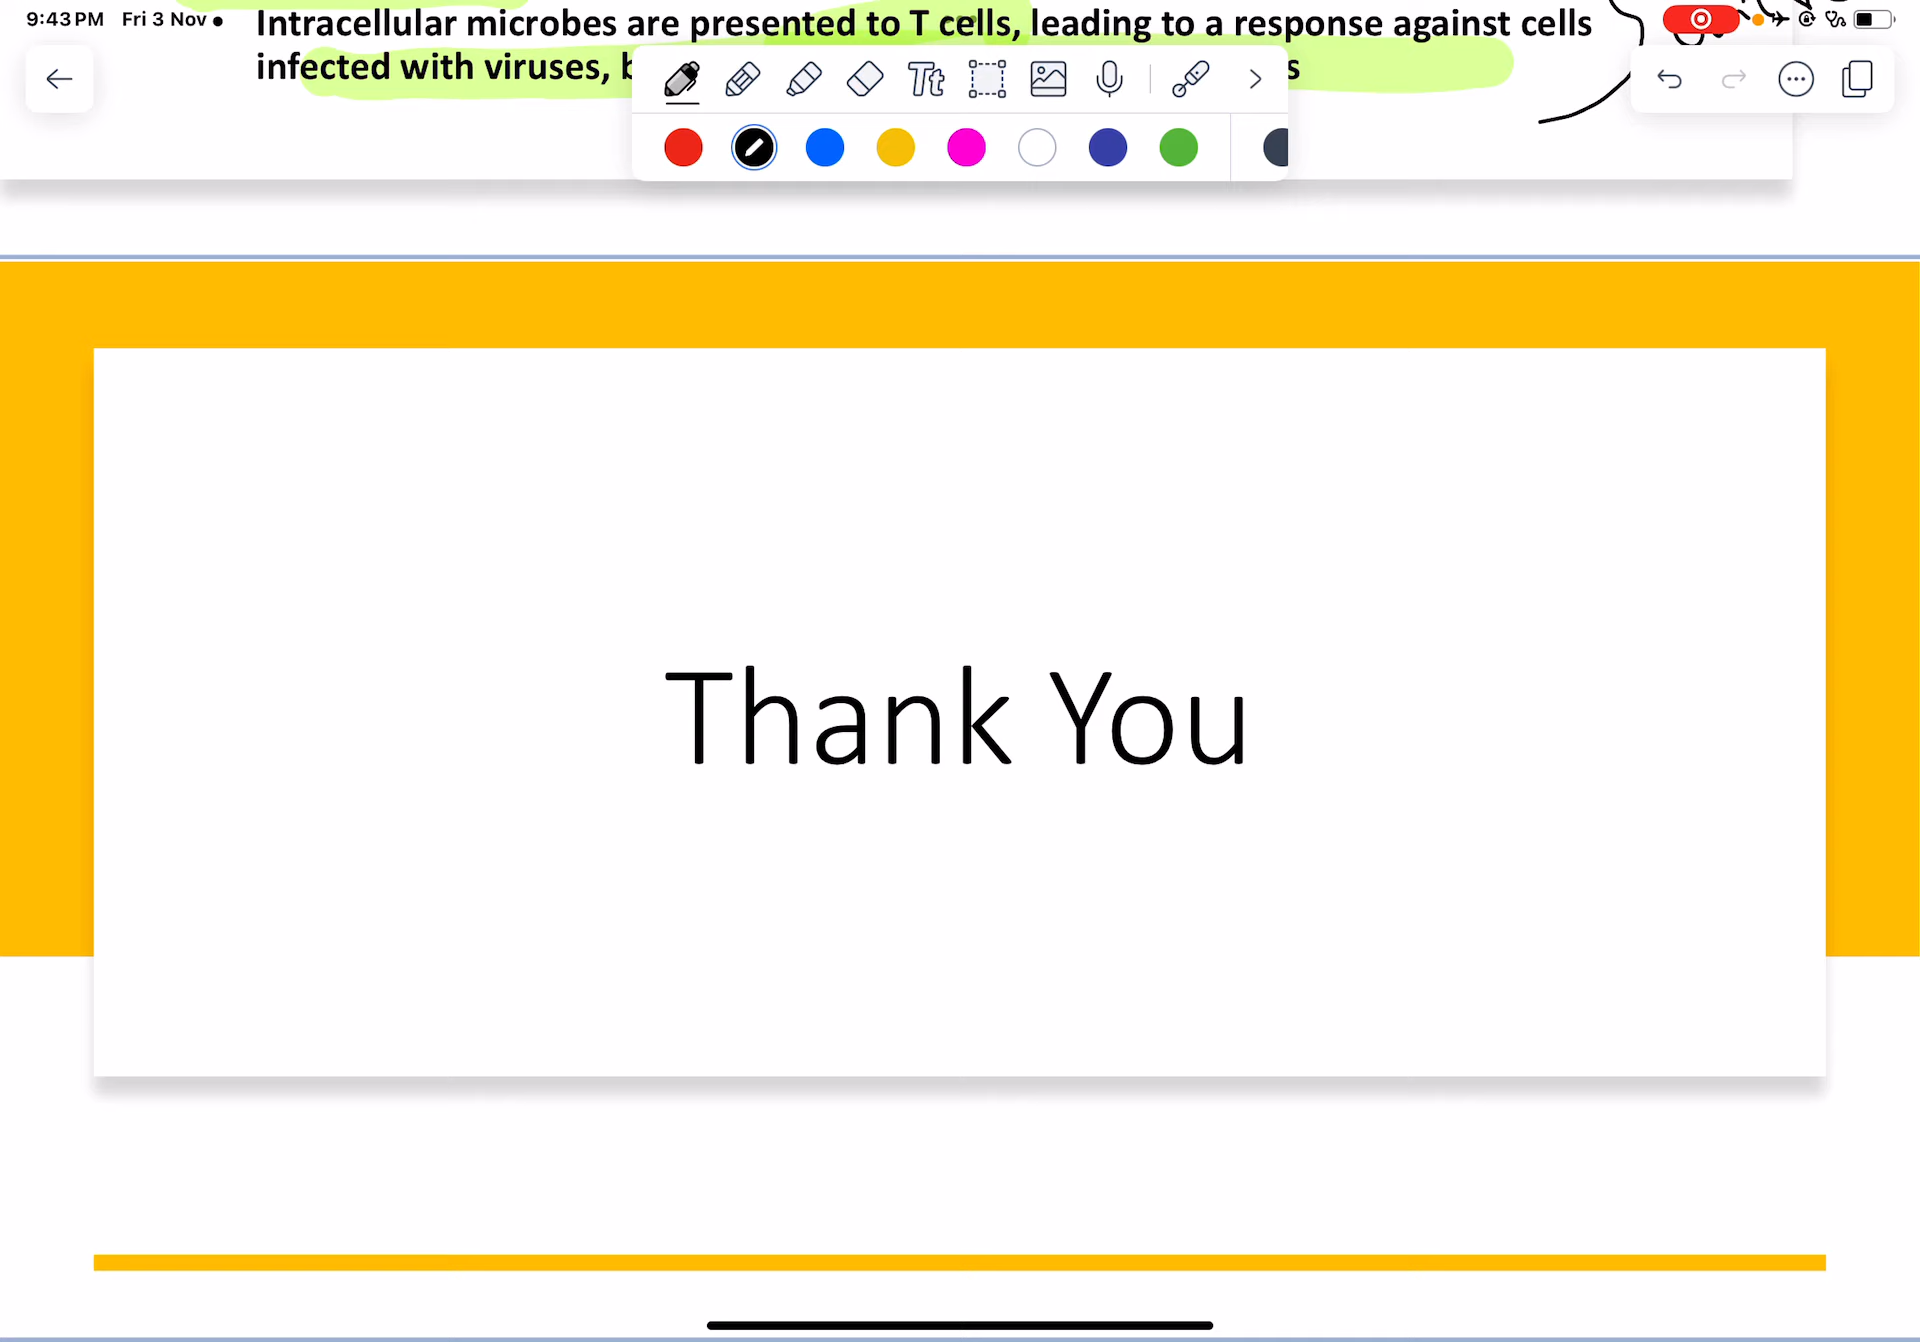 9:43 PM Fri 3 Nov
Intracellular microbes are presented to T cells, leading to a response against cells
infected with viruses,
Tt
Thank You